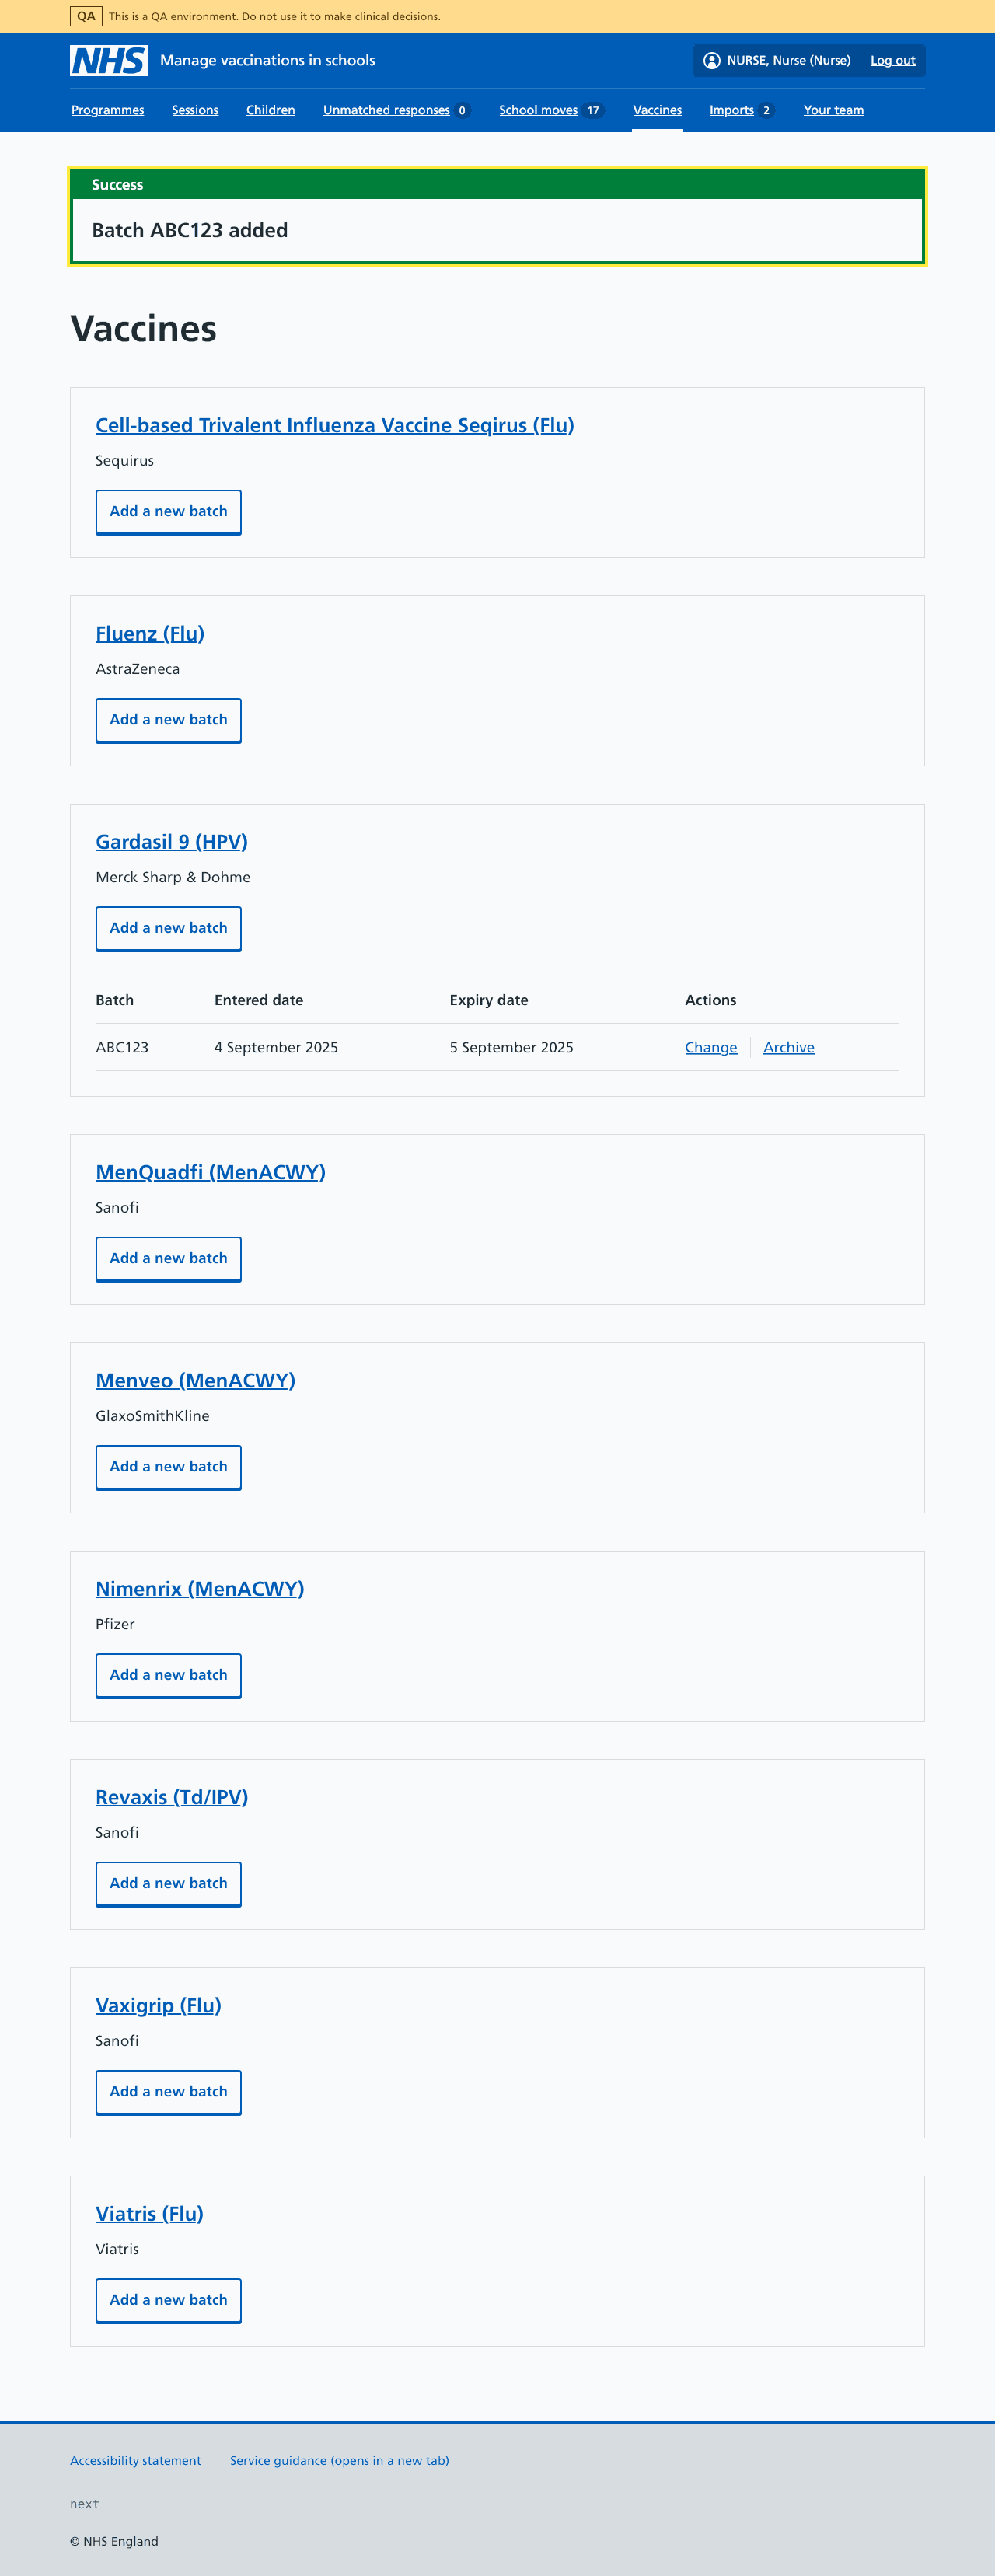 QA This is a QA environment. Do not use it to make clinical decisions.
NHS Manage vaccinations in schools NURSE, Nurse (Nurse) Log out
Programmes Sessions Children Unmatched responses 0 School moves 17 Vaccines Imports 2 Your team
Success
Batch ABC123 added
Vaccines
Cell-based Trivalent Influenza Vaccine Seqirus (Flu)
Sequirus
Add a new batch
Fluenz (Flu)
AstraZeneca
Add a new batch
Gardasil 9 (HPV)
Merck Sharp & Dohme
Add a new batch
Batch Entered date Expiry date Actions
ABC123 4 September 2025 5 September 2025 Change Archive
MenQuadfi (MenACWY)
Sanofi
Add a new batch
Menveo (MenACWY)
GlaxoSmithKline
Add a new batch
Nimenrix (MenACWY)
Pfizer
Add a new batch
Revaxis (Td/IPV)
Sanofi
Add a new batch
Vaxigrip (Flu)
Sanofi
Add a new batch
Viatris (Flu)
Viatris
Add a new batch
Accessibility statement Service guidance (opens in a new tab)
next
© NHS England